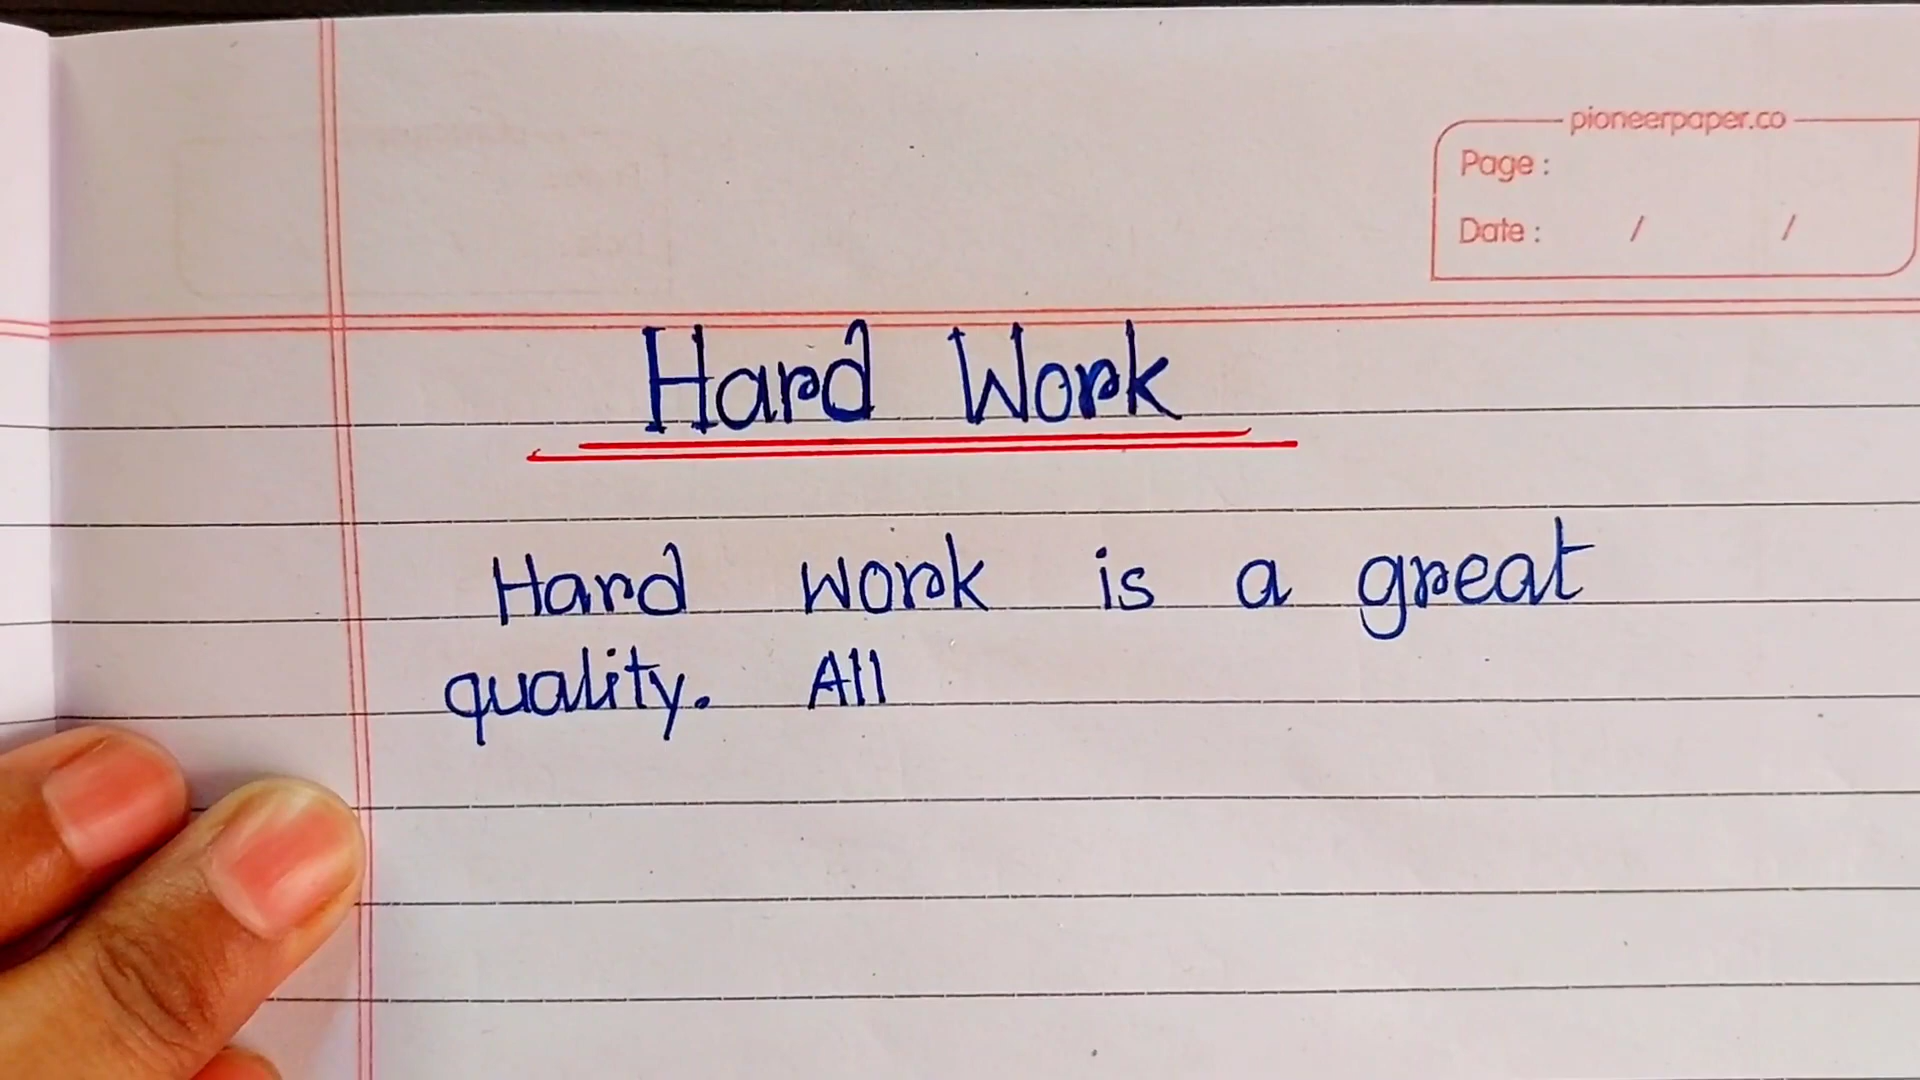 pioneerpaper.co
Page :
Date : / /
Hard Work
Hard work is a great
quality. All